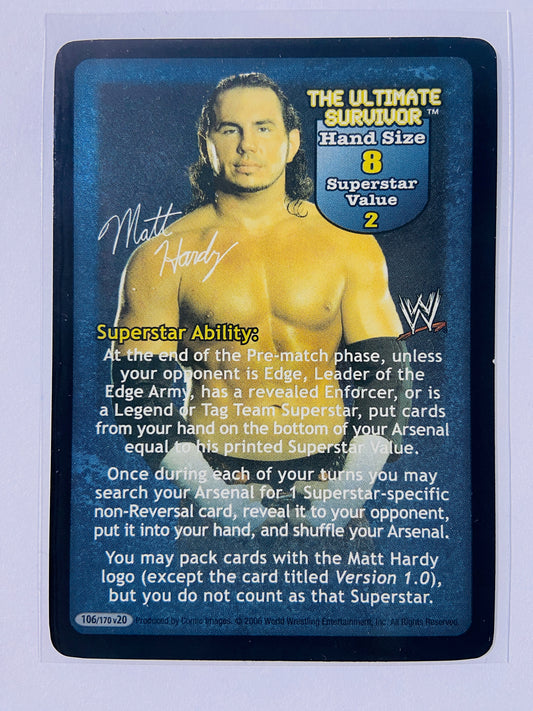 THE ULTIMATE
SURVIVOR™
Hand Size
8
Superstar
Value
2
Matt
Hardy
W
Superstar Ability:
At the end of the Pre-match phase, unless
your opponent is Edge, Leader of the
Edge Army, has a revealed Enforcer, or is
a Legend or Tag Team Superstar, put cards
from your hand on the bottom of your Arsenal
equal to his printed Superstar Value.
Once during each of your turns you may
search your Arsenal for 1 Superstar-specific
non-Reversal card, reveal it to your opponent,
put it into your hand, and shuffle your Arsenal.
You may pack cards with the Matt Hardy
logo (except the card titled Version 1.0),
but you do not count as that Superstar.
106/170 v20 Produced by Comic Images. © 2006 World Wrestling Entertainment, Inc. All Rights Reserved.